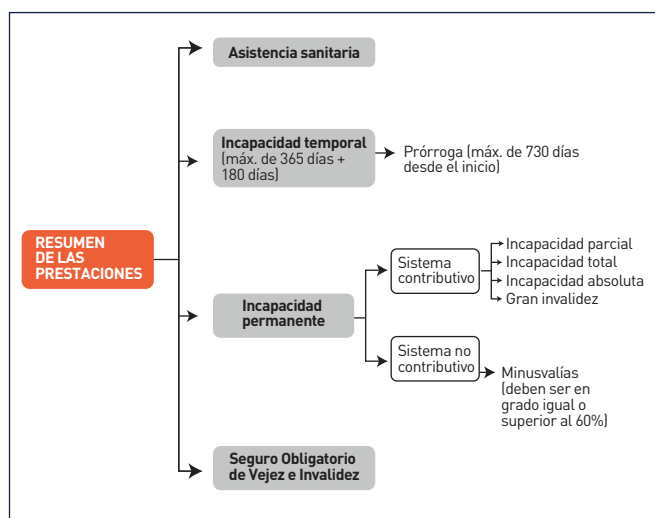 Asistencia sanitaria
Incapacidad temporal
(máx. de 365 días +
180 días)
Prórroga (máx. de 730 días
desde el inicio)
RESUMEN
DE LAS
PRESTACIONES
Incapacidad
permanente
Sistema
contributivo
Incapacidad parcial
Incapacidad total
Incapacidad absoluta
Gran invalidez
Sistema no
contributivo
Minusvalías
(deben ser en
grado igual o
superior al 60%)
Seguro Obligatorio
de Vejez e Invalidez